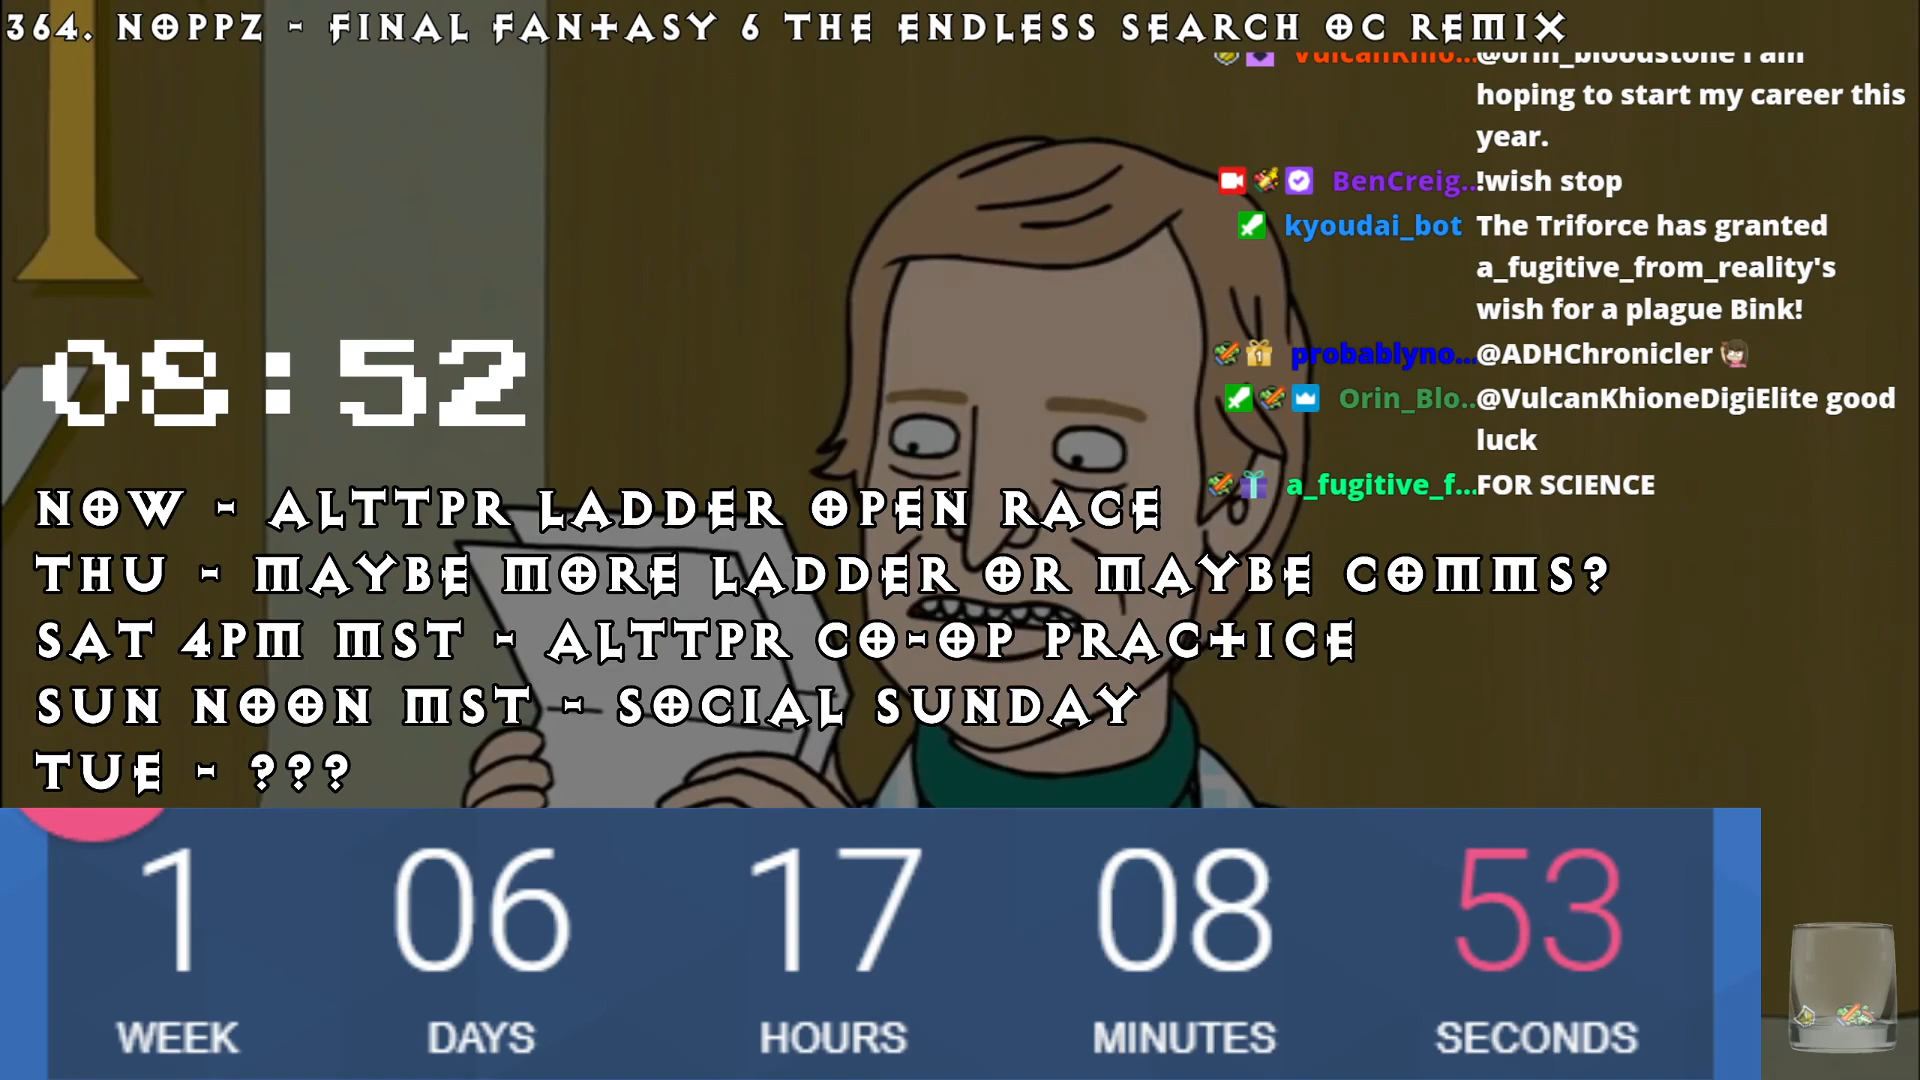 364. NOPPZ - FINAL FANTASY 6 THE ENDLESS SEARCH OC REMIX
VulcanKhio... @orin_bloodstone I am
hoping to start my career this
year.
BenCreig.. !wish stop
kyoudai_bot The Triforce has granted
a_fugitive_from_reality's
wish for a plague Bink!
probablyno... @ADHChronicler
Orin_Blo.. @VulcanKhioneDigiElite good
luck
a_fugitive_f... FOR SCIENCE
08:52
NOW - ALTTPR LADDER OPEN RACE
THU - MAYBE MORE LADDER OR MAYBE COMMS?
SAT 4PM MST - ALTTPR CO-OP PRACTICE
SUN NOON MST - SOCIAL SUNDAY
TUE - ???
1 06 17 08 53
WEEK DAYS HOURS MINUTES SECONDS